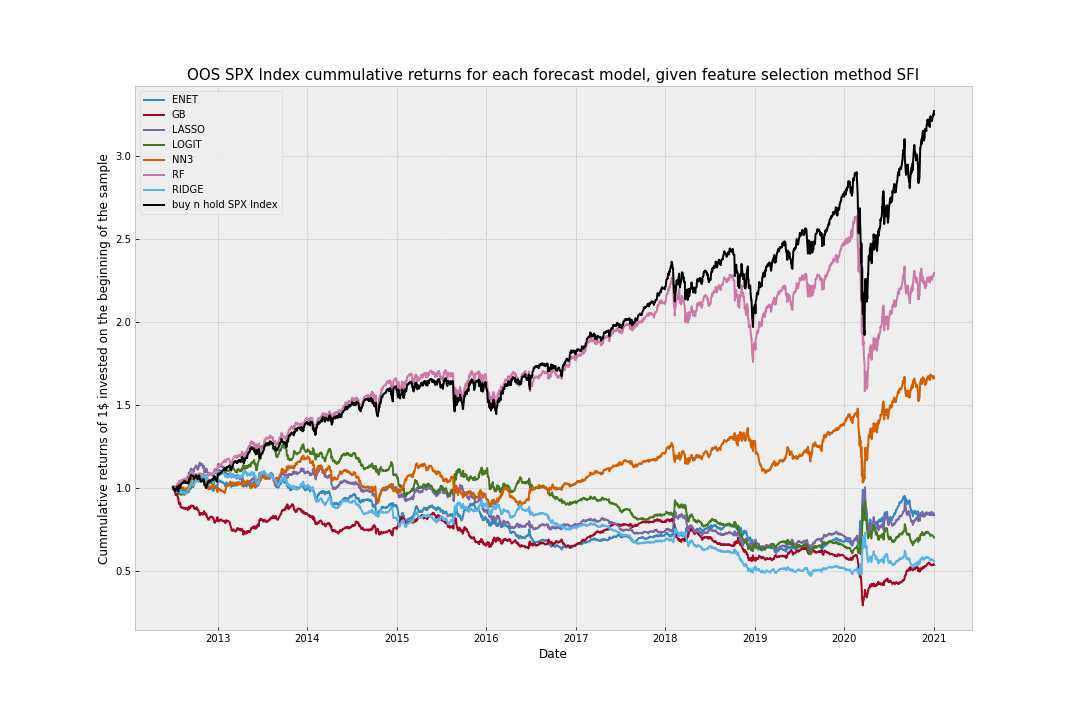 OOS SPX Index cummulative returns for each forecast model, given feature selection method SFI
ENET
GB
LASSO
LOGIT
NN3
RF
RIDGE
buy n hold SPX Index
Cummulative returns of 1$ invested on the beginning of the sample
3.0
2.5
2.0
1.5
1.0
0.5
2013 2014 2015 2016 2017 2018 2019 2020 2021
Date